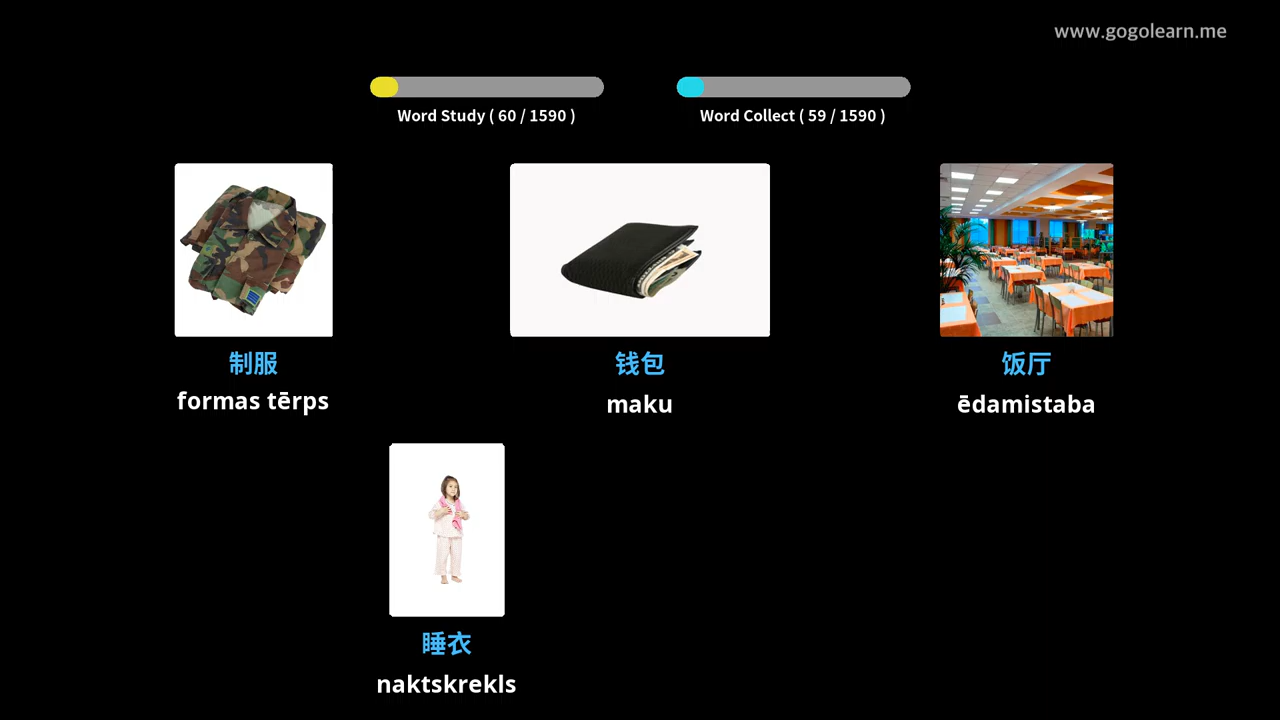 www.gogolearn.me
Word Study ( 60 / 1590 )
Word Collect ( 59 / 1590 )
制服
formas tērps
钱包
maku
饭厅
ēdamistaba
睡衣
naktskrekls